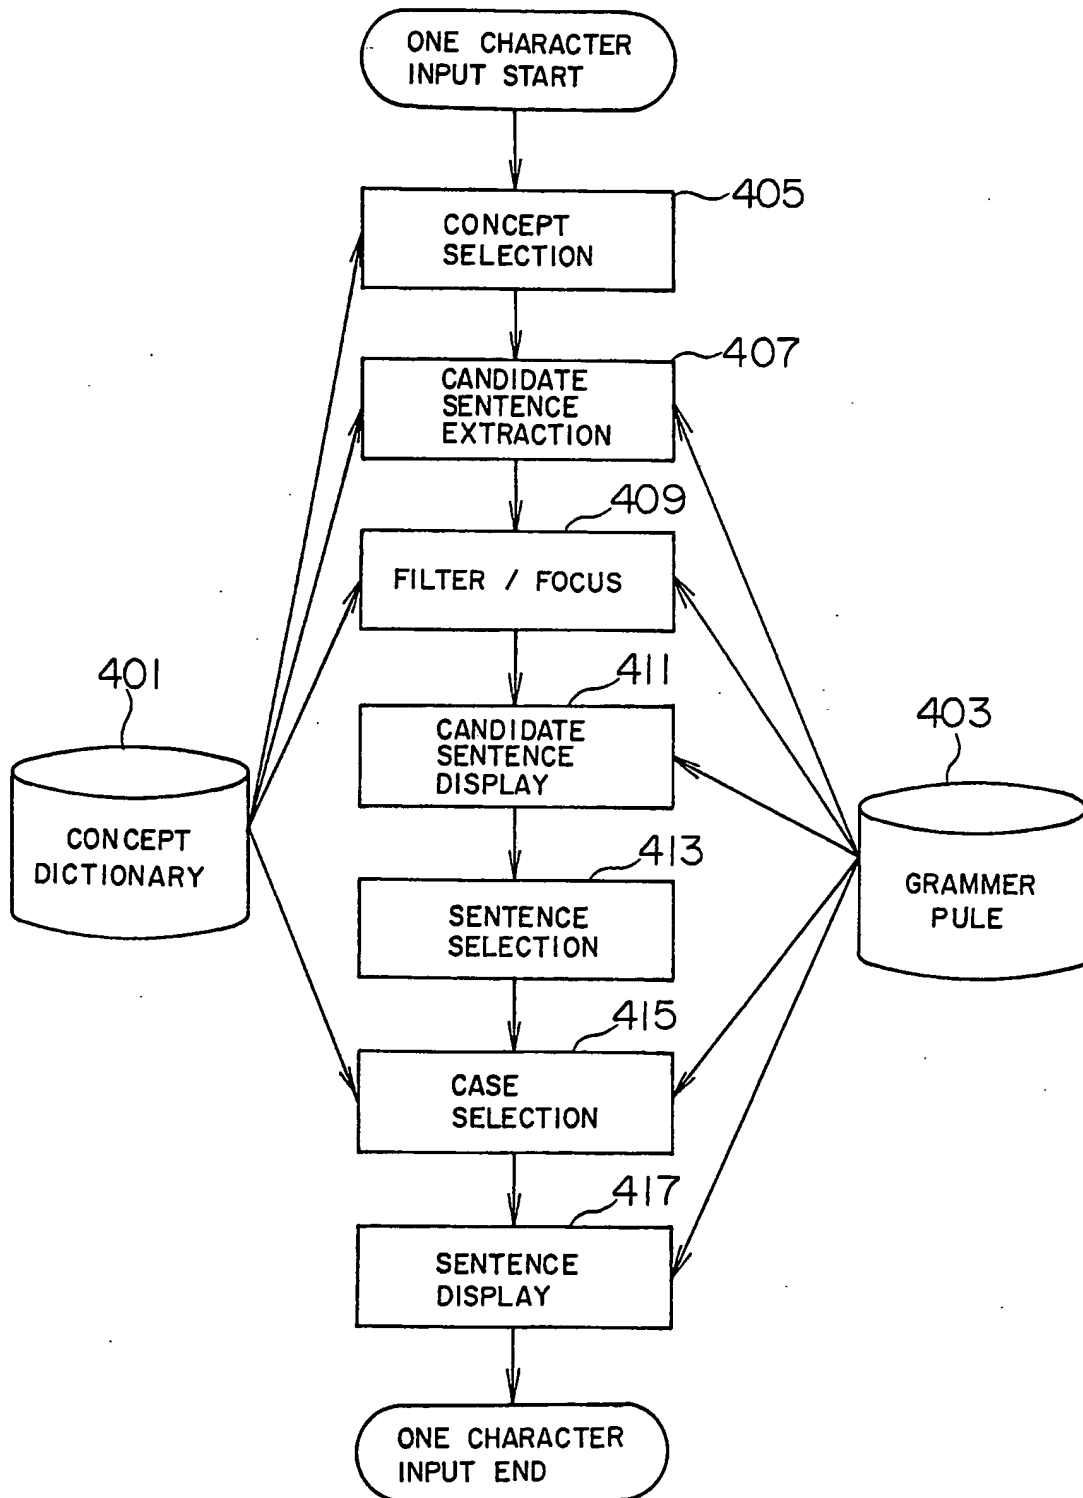 ONE CHARACTER
INPUT START
405
CONCEPT
SELECTION
407
CANDIDATE
SENTENCE
EXTRACTION
409
FILTER / FOCUS
401
CONCEPT
DICTIONARY
411
CANDIDATE
SENTENCE
DISPLAY
403
GRAMMER
PULE
413
SENTENCE
SELECTION
415
CASE
SELECTION
417
SENTENCE
DISPLAY
ONE CHARACTER
INPUT END